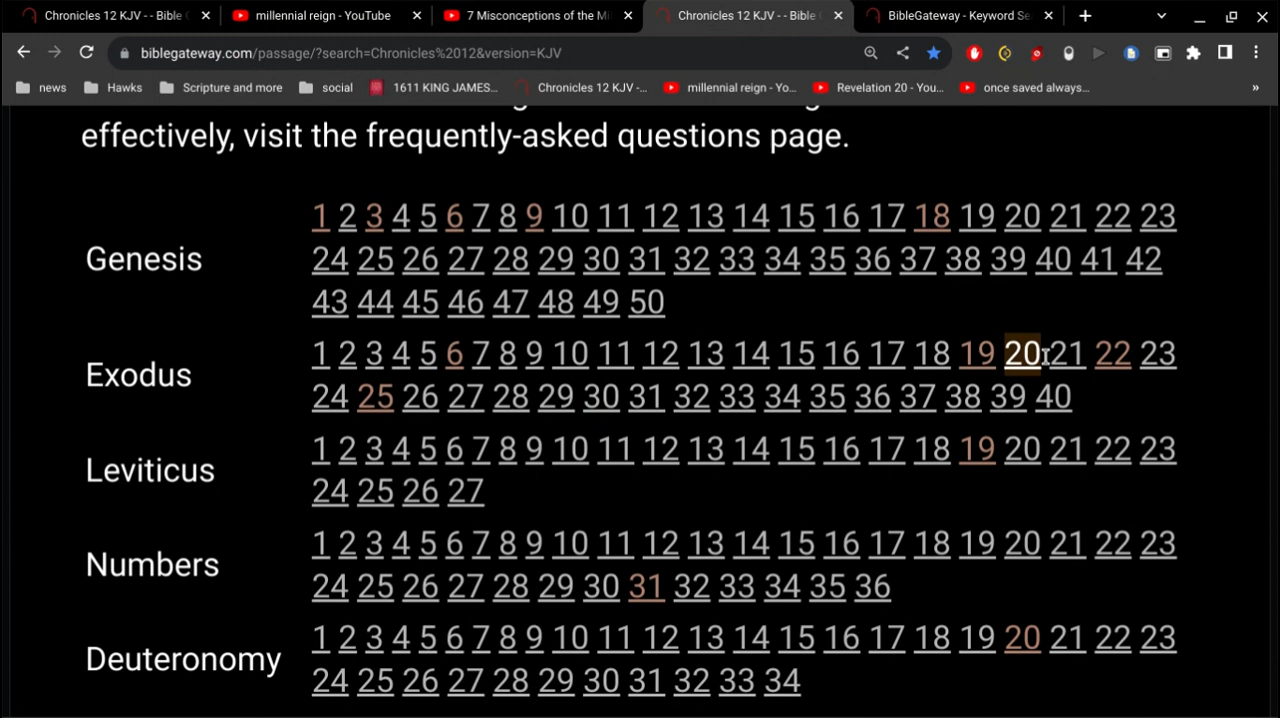 Chronicles 12 KJV - - Bible
millennial reign - YouTube
7 Misconceptions of the Mi
Chronicles 12 KJV - - Bible
BibleGateway - Keyword Se
biblegateway.com/passage/?search=Chronicles%2012&version=KJV
news Hawks Scripture and more social 1611 KING JAMES... Chronicles 12 KJV -... millennial reign - Yo... Revelation 20 - You... once saved always... »
effectively, visit the frequently-asked questions page.
Genesis
1 2 3 4 5 6 7 8 9 10 11 12 13 14 15 16 17 18 19 20 21 22 23
24 25 26 27 28 29 30 31 32 33 34 35 36 37 38 39 40 41 42
43 44 45 46 47 48 49 50
Exodus
1 2 3 4 5 6 7 8 9 10 11 12 13 14 15 16 17 18 19 20 21 22 23
24 25 26 27 28 29 30 31 32 33 34 35 36 37 38 39 40
Leviticus
1 2 3 4 5 6 7 8 9 10 11 12 13 14 15 16 17 18 19 20 21 22 23
24 25 26 27
Numbers
1 2 3 4 5 6 7 8 9 10 11 12 13 14 15 16 17 18 19 20 21 22 23
24 25 26 27 28 29 30 31 32 33 34 35 36
Deuteronomy
1 2 3 4 5 6 7 8 9 10 11 12 13 14 15 16 17 18 19 20 21 22 23
24 25 26 27 28 29 30 31 32 33 34